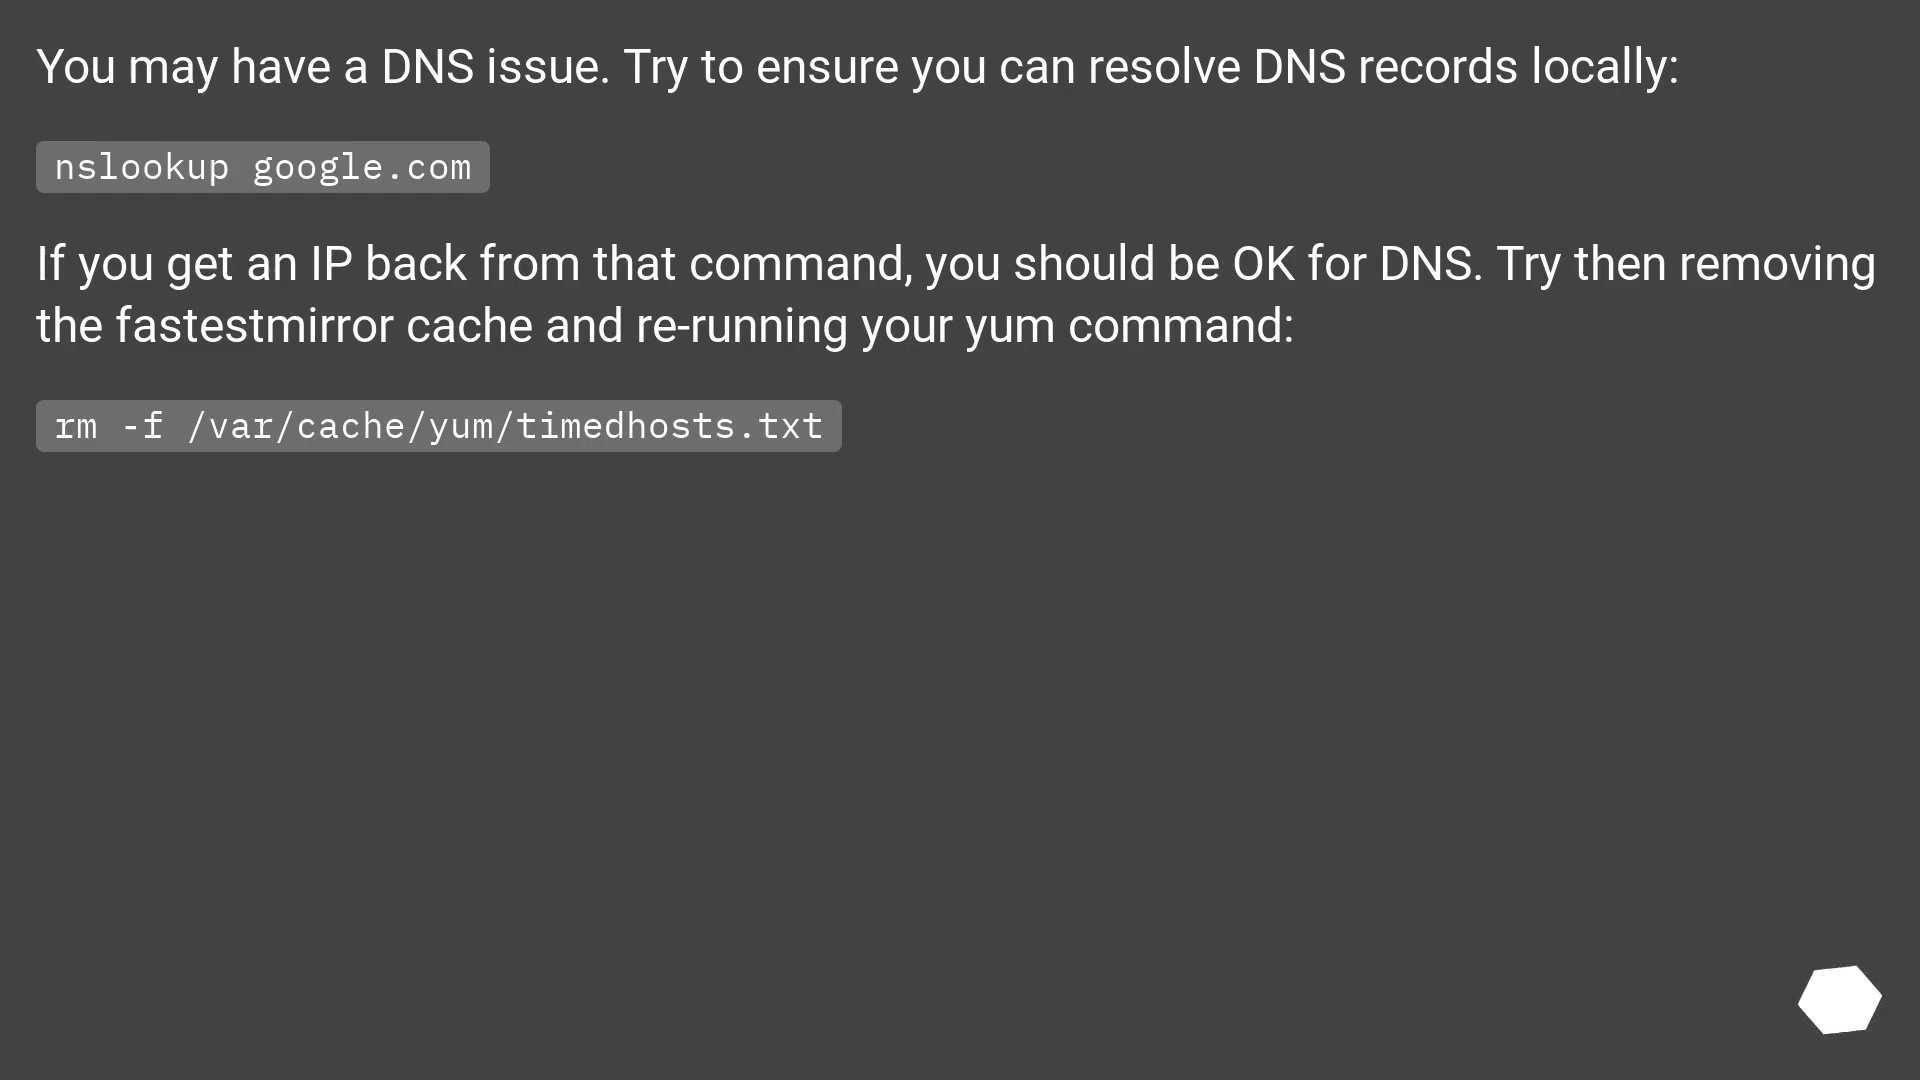 You may have a DNS issue. Try to ensure you can resolve DNS records locally:
nslookup google.com
If you get an IP back from that command, you should be OK for DNS. Try then removing
the fastestmirror cache and re-running your yum command:
rm -f /var/cache/yum/timedhosts.txt